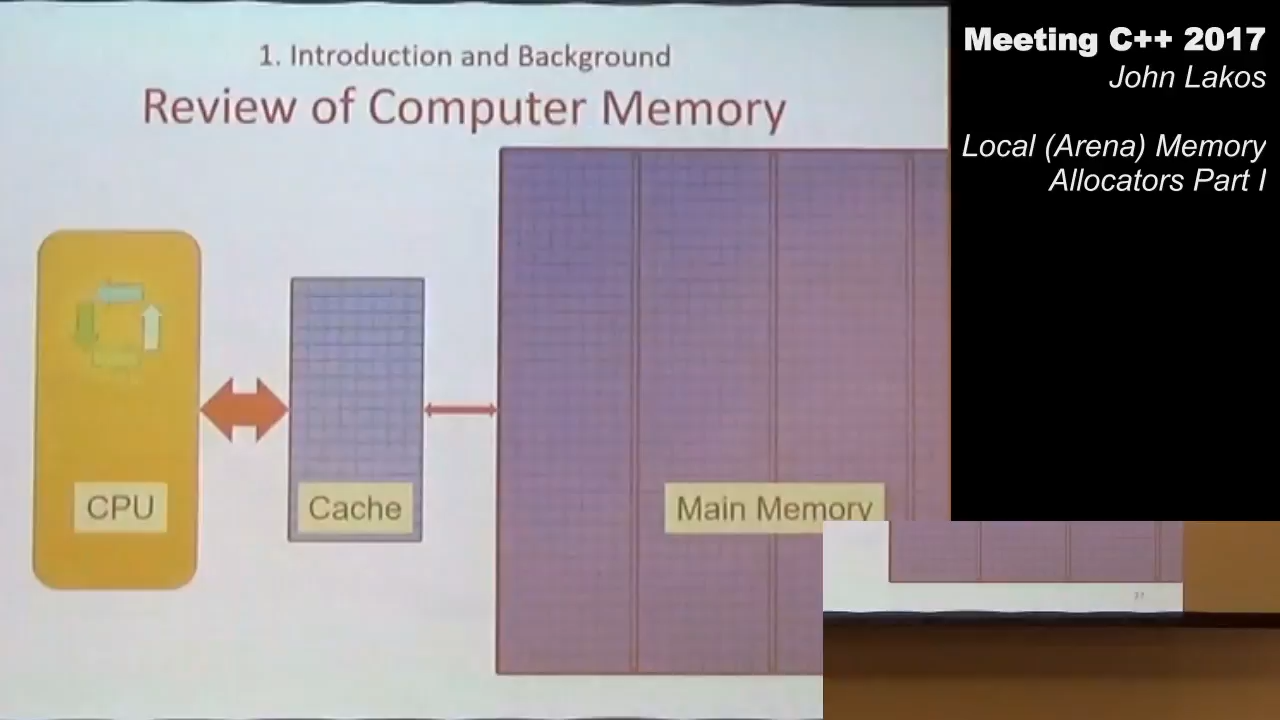 1. Introduction and Background
Review of Computer Memory
CPU
Cache
Main Memory
Meeting C++ 2017
John Lakos
Local (Arena) Memory
Allocators Part I